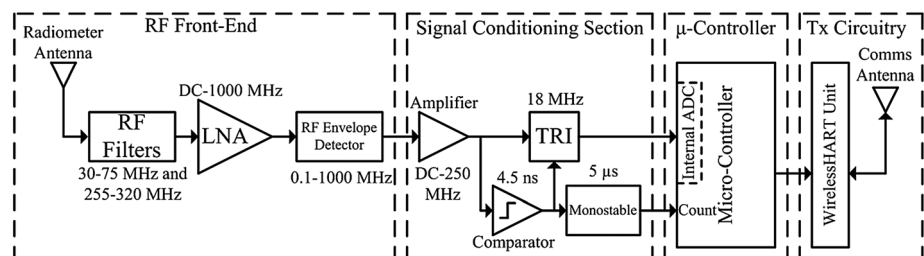 RF Front-End
Signal Conditioning Section
μ-Controller
Tx Circuitry
Radiometer
Antenna
RF
Filters
30-75 MHz and
255-320 MHz
DC-1000 MHz
LNA
RF Envelope
Detector
0.1-1000 MHz
Amplifier
DC-250
MHz
18 MHz
TRI
4.5 ns
Comparator
5 μs
Monostable
Internal ADC
Count
Micro-Controller
WirelessHART Unit
Comms
Antenna